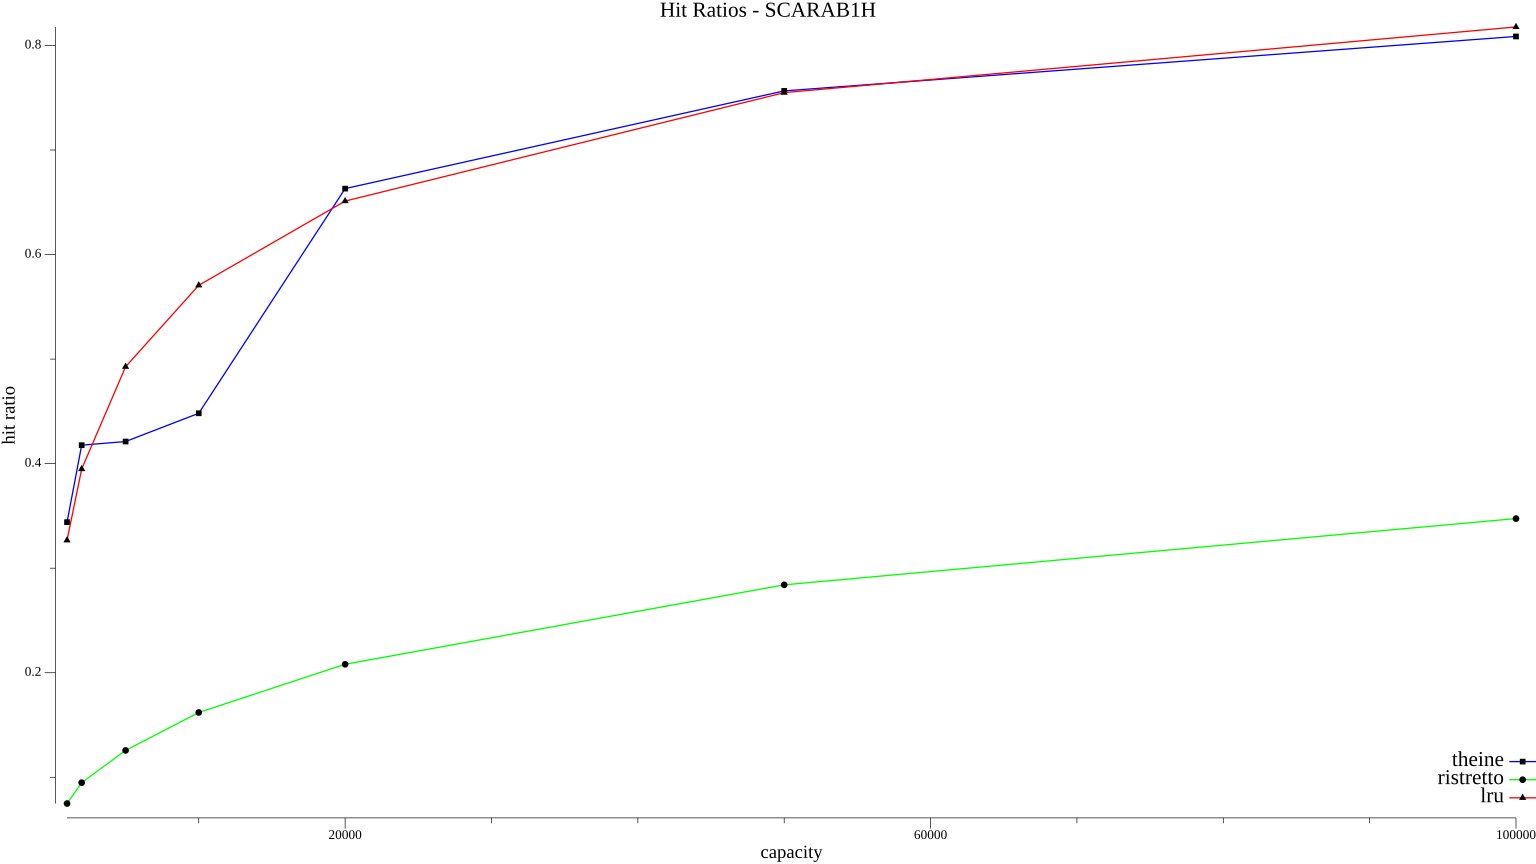 Hit Ratios - SCARAB1H
0.8
0.6
0.4
0.2
hit ratio
theine
ristretto
lru
20000
60000
100000
capacity